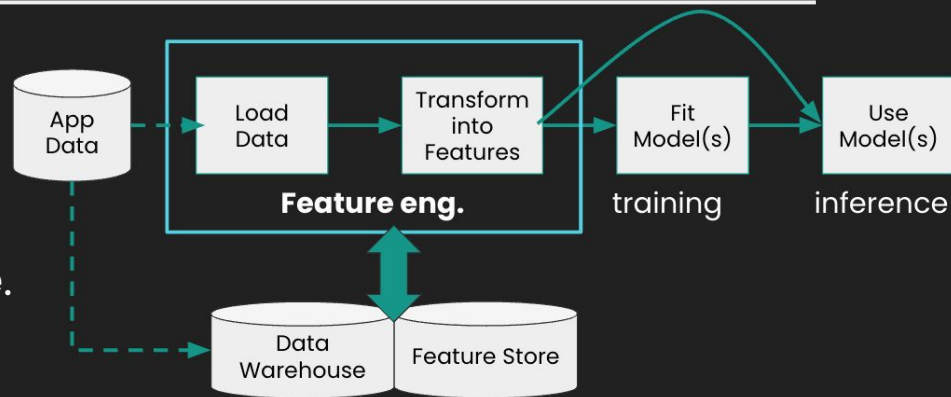 App
Data
Load
Data
Transform
into
Features
Fit
Model(s)
Use
Model(s)
Feature eng.
training
inference
Data
Warehouse
Feature Store